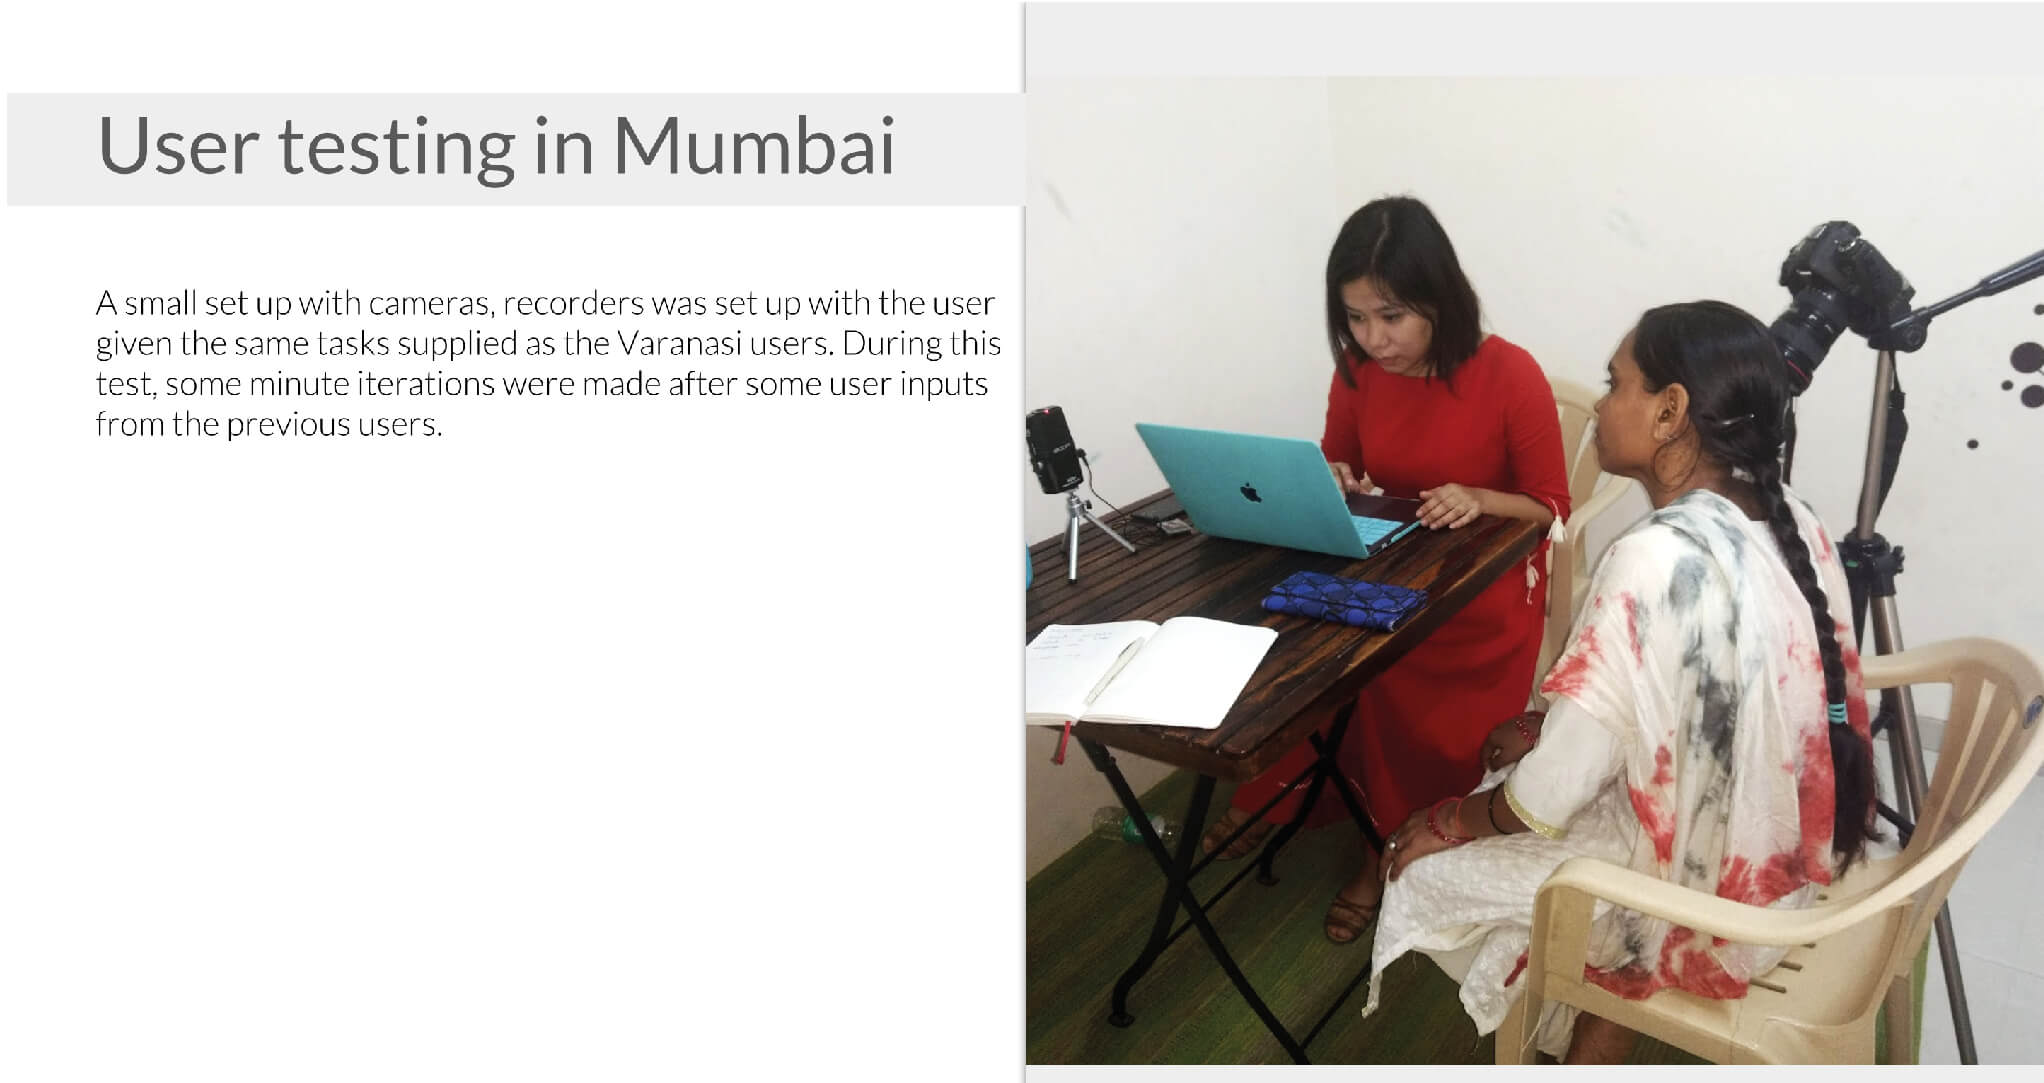 User testing in Mumbai
A small set up with cameras, recorders was set up with the user
given the same tasks supplied as the Varanasi users. During this
test, some minute iterations were made after some user inputs
from the previous users.